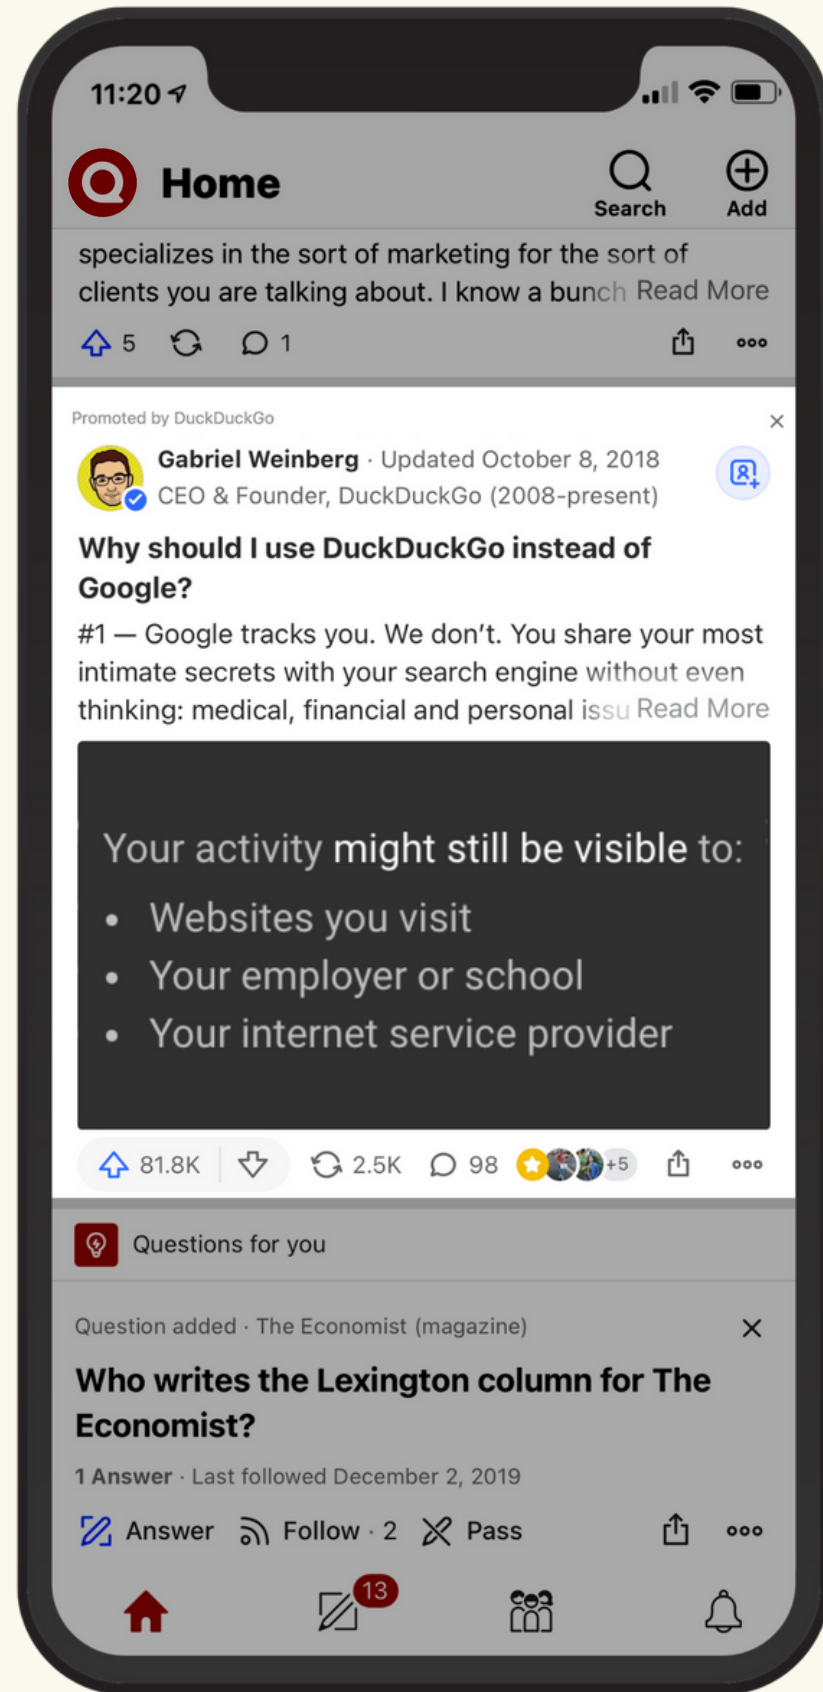 11:20
Home
Search
Add
specializes in the sort of marketing for the sort of
clients you are talking about. I know a bunch Read More
5
1
Promoted by DuckDuckGo
Gabriel Weinberg · Updated October 8, 2018
CEO & Founder, DuckDuckGo (2008-present)
Why should I use DuckDuckGo instead of
Google?
#1 — Google tracks you. We don’t. You share your most
intimate secrets with your search engine without even
thinking: medical, financial and personal issu Read More
Your activity might still be visible to:
• Websites you visit
• Your employer or school
• Your internet service provider
81.8K
2.5K
98
+5
Questions for you
Question added · The Economist (magazine)
Who writes the Lexington column for The
Economist?
1 Answer · Last followed December 2, 2019
Answer
Follow · 2
Pass
13